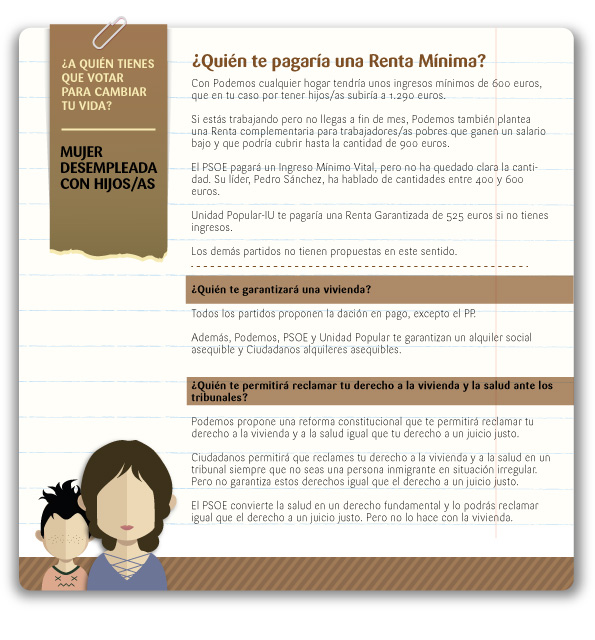 ¿A QUIÉN TIENES
QUE VOTAR
PARA CAMBIAR
TU VIDA?
MUJER
DESEMPLEADA
CON HIJOS/AS
¿Quién te pagaría una Renta Mínima?
Con Podemos cualquier hogar tendría unos ingresos mínimos de 600 euros,
que en tu caso por tener hijos/as subiría a 1.290 euros.
Si estás trabajando pero no llegas a fin de mes, Podemos también plantea
una Renta complementaria para trabajadores/as pobres que ganen un salario
bajo y que podría cubrir hasta la cantidad de 900 euros.
El PSOE pagará un Ingreso Mínimo Vital, pero no ha quedado clara la canti-
dad. Su líder, Pedro Sánchez, ha hablado de cantidades entre 400 y 600
euros.
Unidad Popular-IU te pagaría una Renta Garantizada de 525 euros si no tienes
ingresos.
Los demás partidos no tienen propuestas en este sentido.
¿Quién te garantizará una vivienda?
Todos los partidos proponen la dación en pago, excepto el PP.
Además, Podemos, PSOE y Unidad Popular te garantizan un alquiler social
asequible y Ciudadanos alquileres asequibles.
¿Quién te permitirá reclamar tu derecho a la vivienda y la salud ante los
tribunales?
Podemos propone una reforma constitucional que te permitirá reclamar tu
derecho a la vivienda y a la salud igual que tu derecho a un juicio justo.
Ciudadanos permitirá que reclames tu derecho a la vivienda y a la salud en un
tribunal siempre que no seas una persona inmigrante en situación irregular.
Pero no garantiza estos derechos igual que el derecho a un juicio justo.
El PSOE convierte la salud en un derecho fundamental y lo podrás reclamar
igual que el derecho a un juicio justo. Pero no lo hace con la vivienda.